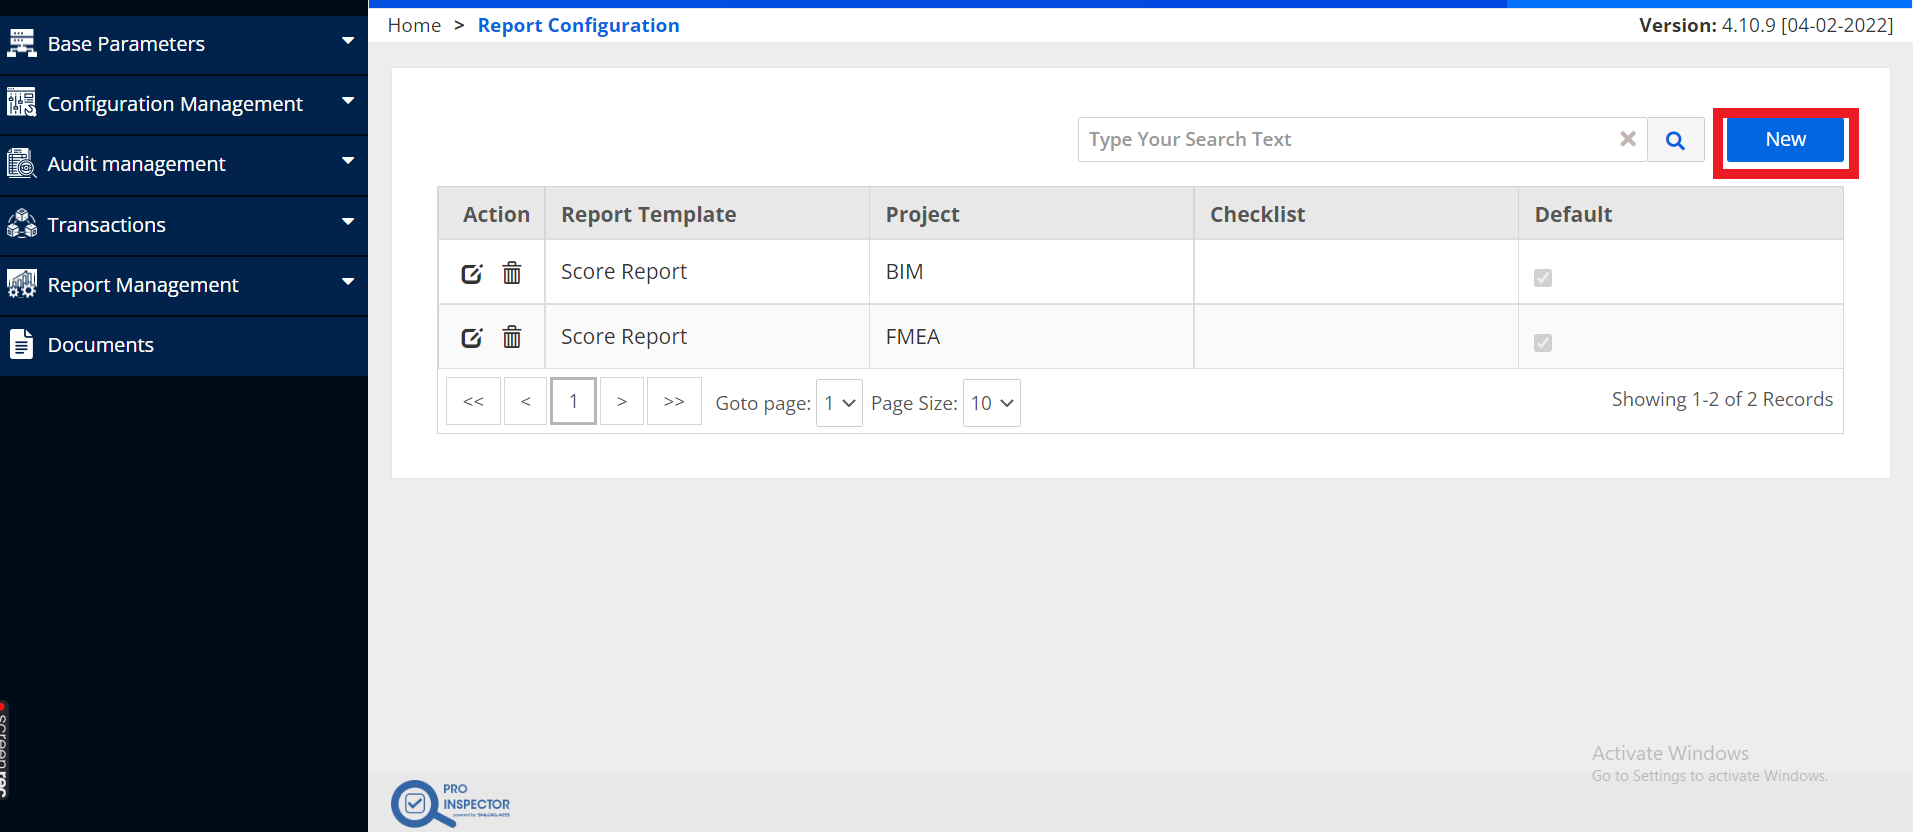 Home > Report Configuration
Version: 4.10.9 [04-02-2022]
Base Parameters
Configuration Management
Audit management
Transactions
Report Management
Documents
Type Your Search Text
New
Action Report Template Project Checklist Default
Score Report BIM
Score Report FMEA
<< < 1 > >> Goto page: 1 Page Size: 10 Showing 1-2 of 2 Records
Activate Windows
Go to Settings to activate Windows.
PRO
INSPECTOR
powered by SMLDXLABS